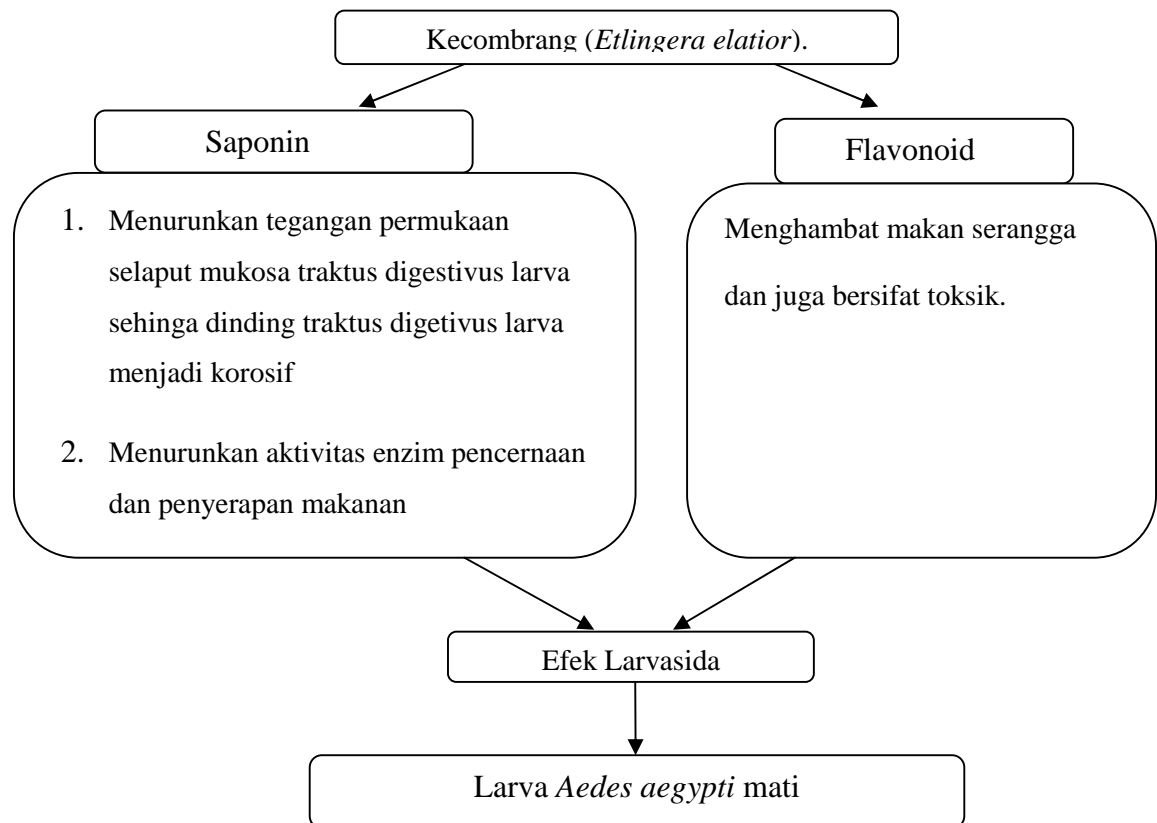 Kecombrang (Etlingera elatior).
Saponin
1. Menurunkan tegangan permukaan
selaput mukosa traktus digestivus larva
sehinga dinding traktus digetivus larva
menjadi korosif
2. Menurunkan aktivitas enzim pencernaan
dan penyerapan makanan
Flavonoid
Menghambat makan serangga
dan juga bersifat toksik.
Efek Larvasida
Larva Aedes aegypti mati